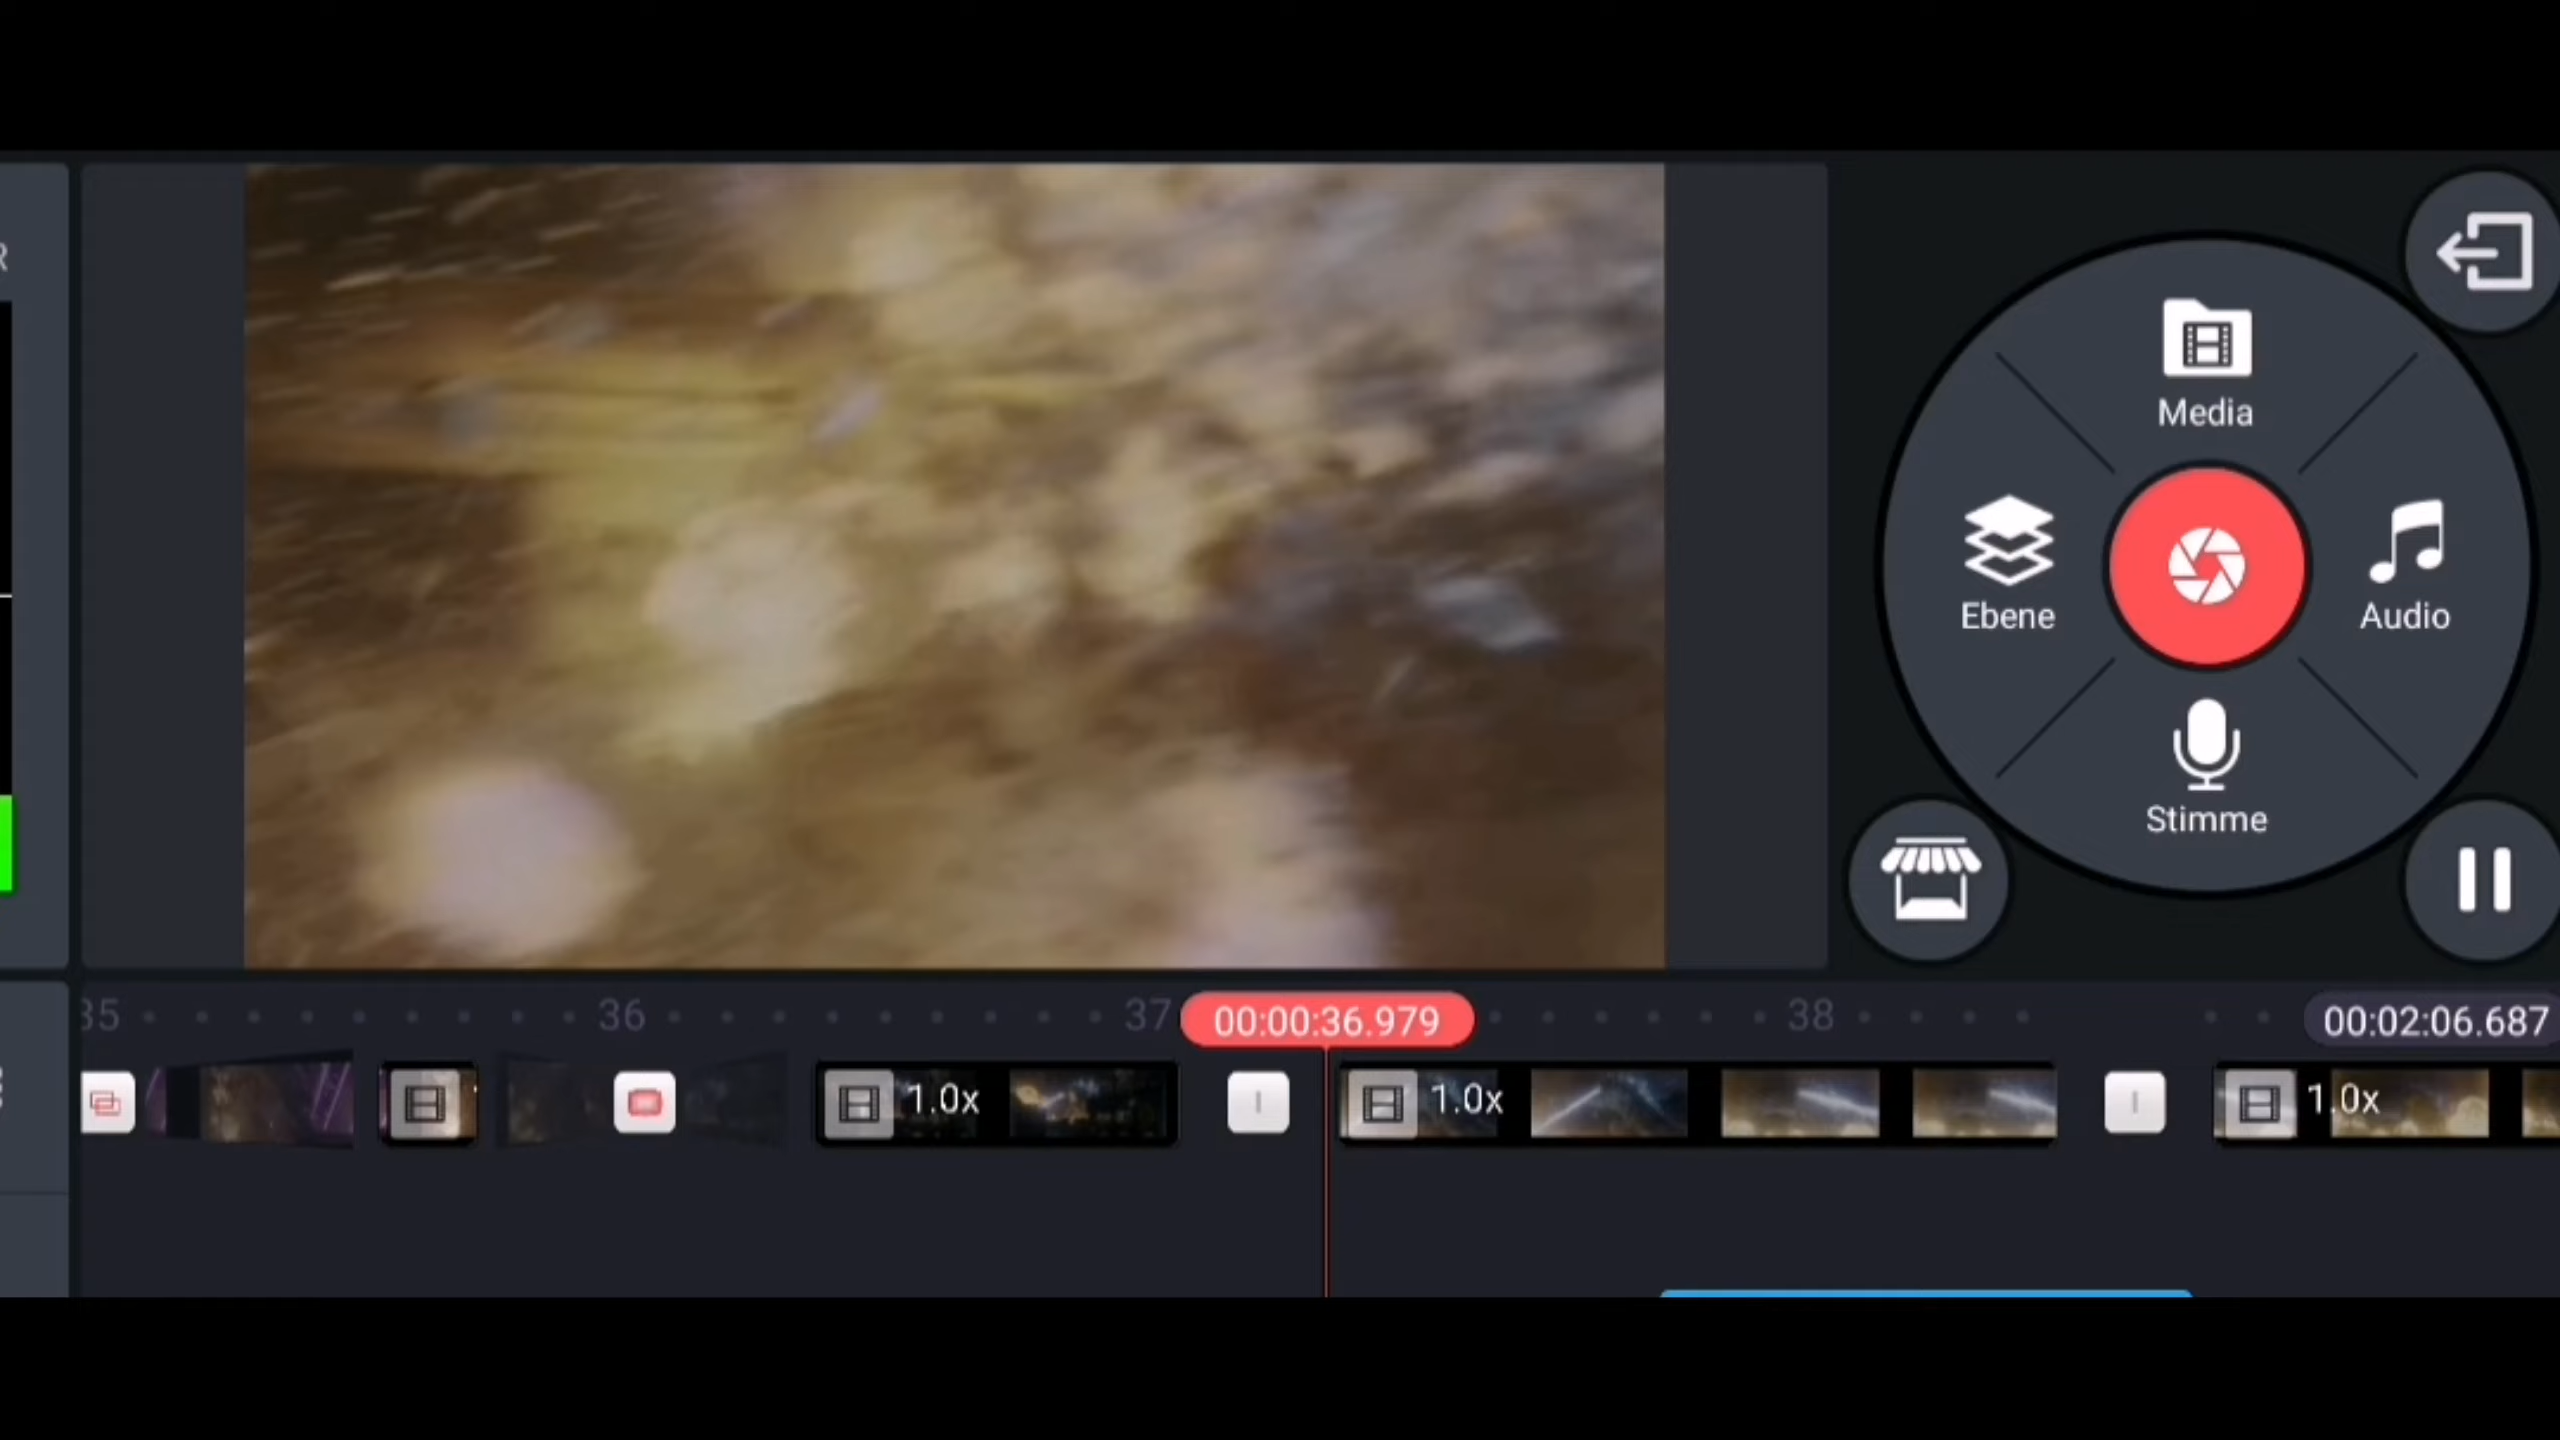 R
Media
Ebene
Audio
Stimme
35 36 37 00:00:36.979 38 00:02:06.687
1.0x 1.0x 1.0x